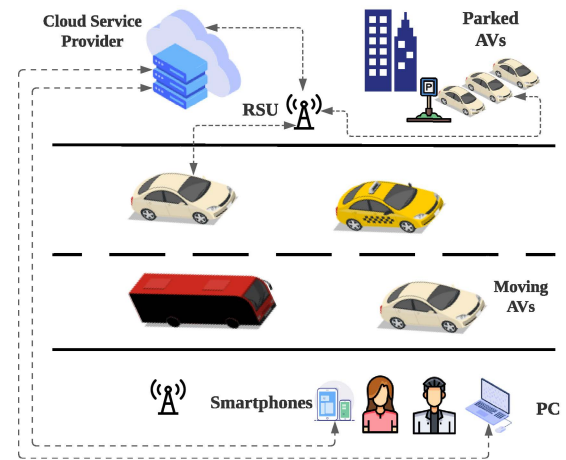 Cloud Service
Provider
Parked
AVs
RSU
P
Moving
AVs
Smartphones
PC